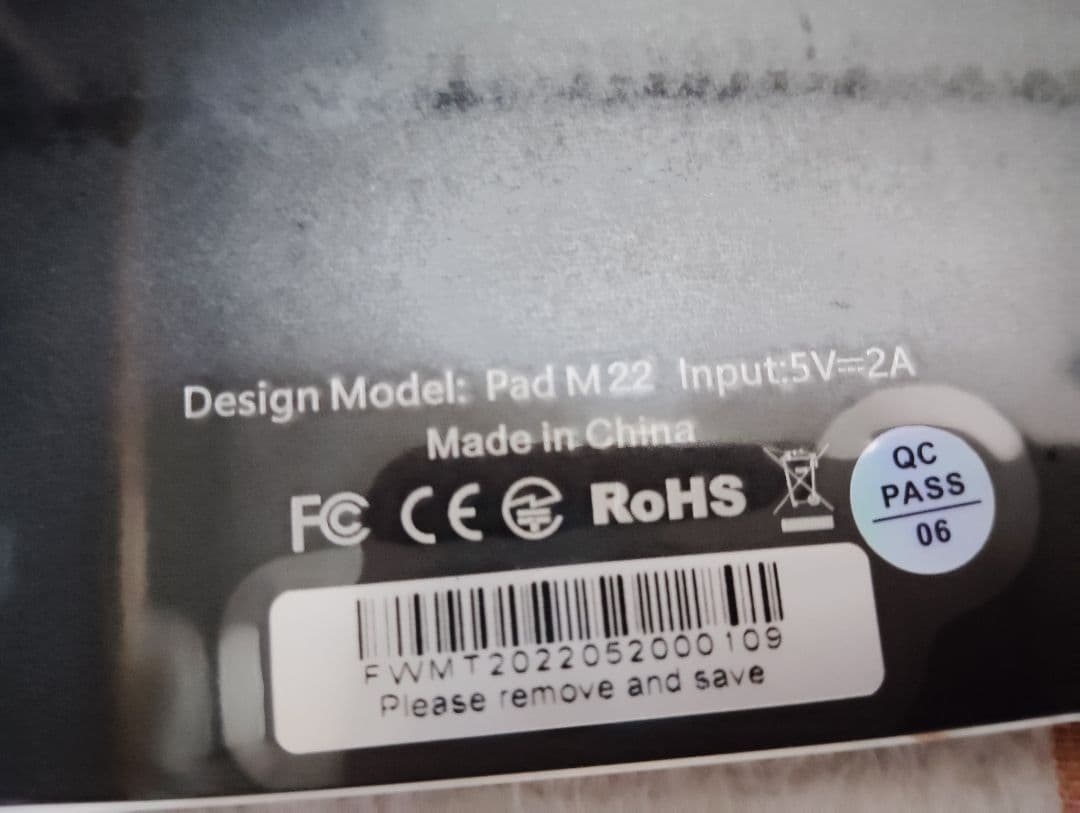 Design Model: Pad M22 Input:5V⎓2A
Made in China
FC CE RoHS
QC
PASS
06
FWMT2022052000109
Please remove and save